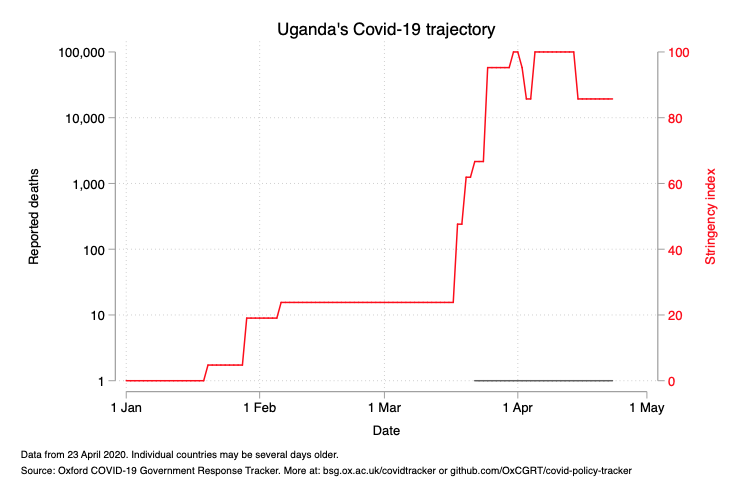 Uganda's Covid-19 trajectory
100,000
10,000
1,000
100
10
1
Reported deaths
100
80
60
40
20
0
Stringency index
1 Jan
1 Feb
1 Mar
1 Apr
1 May
Date
Data from 23 April 2020. Individual countries may be several days older.
Source: Oxford COVID-19 Government Response Tracker. More at: bsg.ox.ac.uk/covidtracker or github.com/OxCGRT/covid-policy-tracker